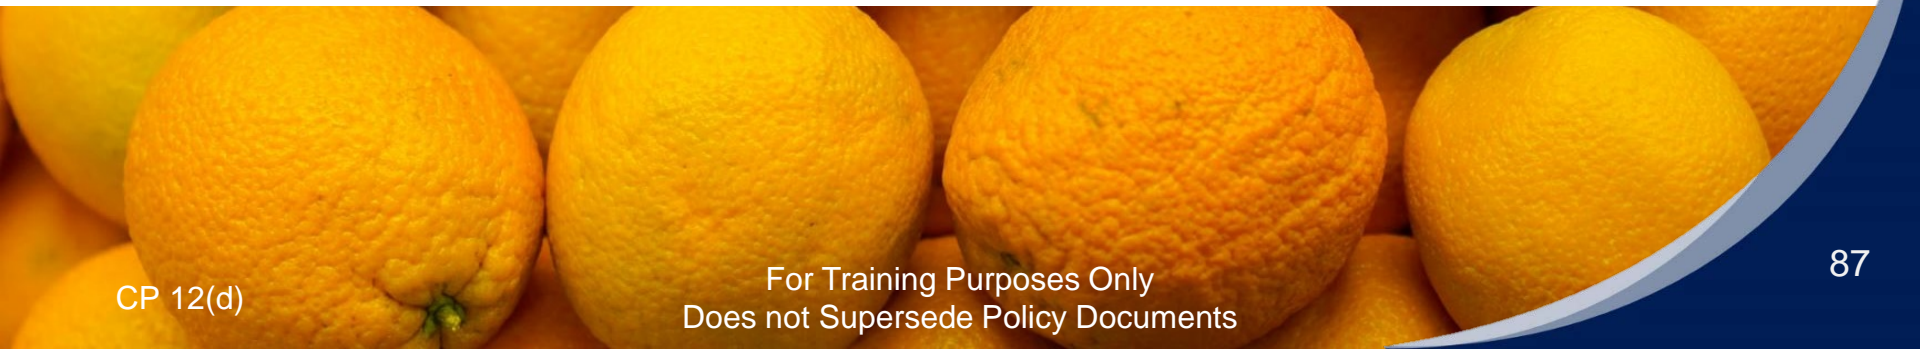 CP 12(d)
For Training Purposes Only
Does not Supersede Policy Documents
87